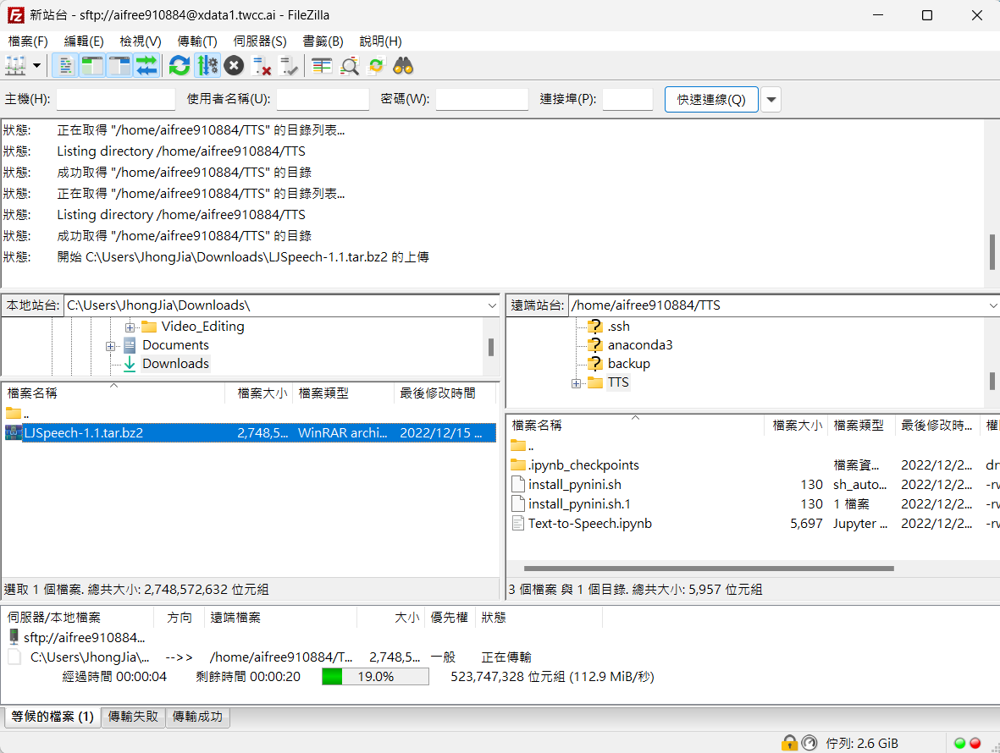 新站台 - sftp://aifree910884@xdata1.twcc.ai - FileZilla
檔案(F) 編輯(E) 檢視(V) 傳輸(T) 伺服器(S) 書籤(B) 說明(H)
主機(H): 使用者名稱(U): 密碼(W): 連接埠(P): 快速連線(Q)
狀態: 正在取得 "/home/aifree910884/TTS" 的目錄列表...
狀態: Listing directory /home/aifree910884/TTS
狀態: 成功取得 "/home/aifree910884/TTS" 的目錄
狀態: 正在取得 "/home/aifree910884/TTS" 的目錄列表...
狀態: Listing directory /home/aifree910884/TTS
狀態: 成功取得 "/home/aifree910884/TTS" 的目錄
狀態: 開始 C:\Users\JhongJia\Downloads\LJSpeech-1.1.tar.bz2 的上傳
本地站台: C:\Users\JhongJia\Downloads\
Video_Editing
Documents
Downloads
檔案名稱 檔案大小 檔案類型 最後修改時間
..
LJSpeech-1.1.tar.bz2 2,748,5... WinRAR archi... 2022/12/15 ...
選取 1 個檔案. 總共大小: 2,748,572,632 位元組
遠端站台: /home/aifree910884/TTS
.ssh
anaconda3
backup
TTS
檔案名稱 檔案大小 檔案類型 最後修改時... 權
..
.ipynb_checkpoints 檔案資... 2022/12/2... dr
install_pynini.sh 130 sh_auto... 2022/12/2... -rw
install_pynini.sh.1 130 1 檔案 2022/12/2... -rw
Text-to-Speech.ipynb 5,697 Jupyter ... 2022/12/2... -rw
3 個檔案 與 1 個目錄. 總共大小: 5,957 位元組
伺服器/本地檔案 方向 遠端檔案 大小 優先權 狀態
sftp://aifree910884...
C:\Users\JhongJia\... -->> /home/aifree910884/T... 2,748,5... 一般 正在傳輸
經過時間 00:00:04 剩餘時間 00:00:20 19.0% 523,747,328 位元組 (112.9 MiB/秒)
等候的檔案 (1) 傳輸失敗 傳輸成功
佇列: 2.6 GiB